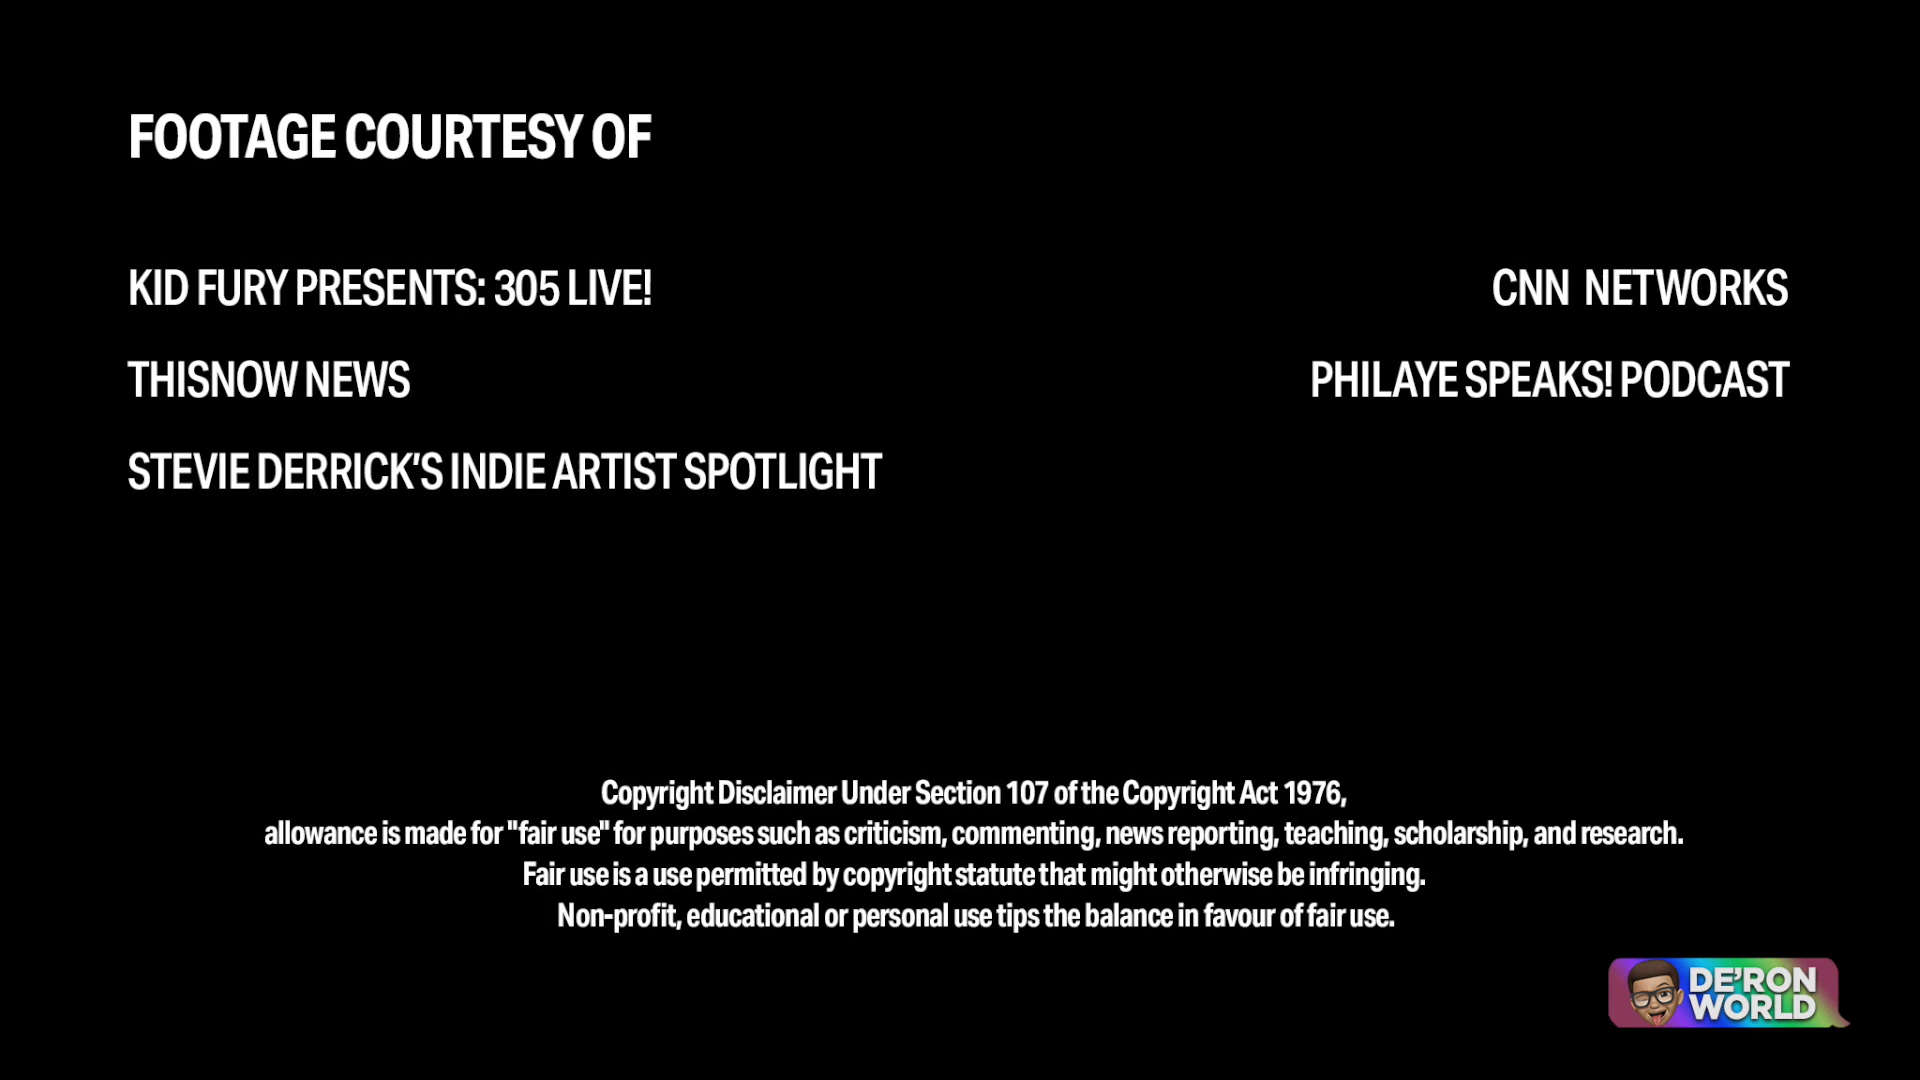 FOOTAGE COURTESY OF
KID FURY PRESENTS: 305 LIVE!
THISNOW NEWS
STEVIE DERRICK'S INDIE ARTIST SPOTLIGHT
CNN NETWORKS
PHILAYE SPEAKS! PODCAST
Copyright Disclaimer Under Section 107 of the Copyright Act 1976,
allowance is made for "fair use" for purposes such as criticism, commenting, news reporting, teaching, scholarship, and research.
Fair use is a use permitted by copyright statute that might otherwise be infringing.
Non-profit, educational or personal use tips the balance in favour of fair use.
DE'RON
WORLD